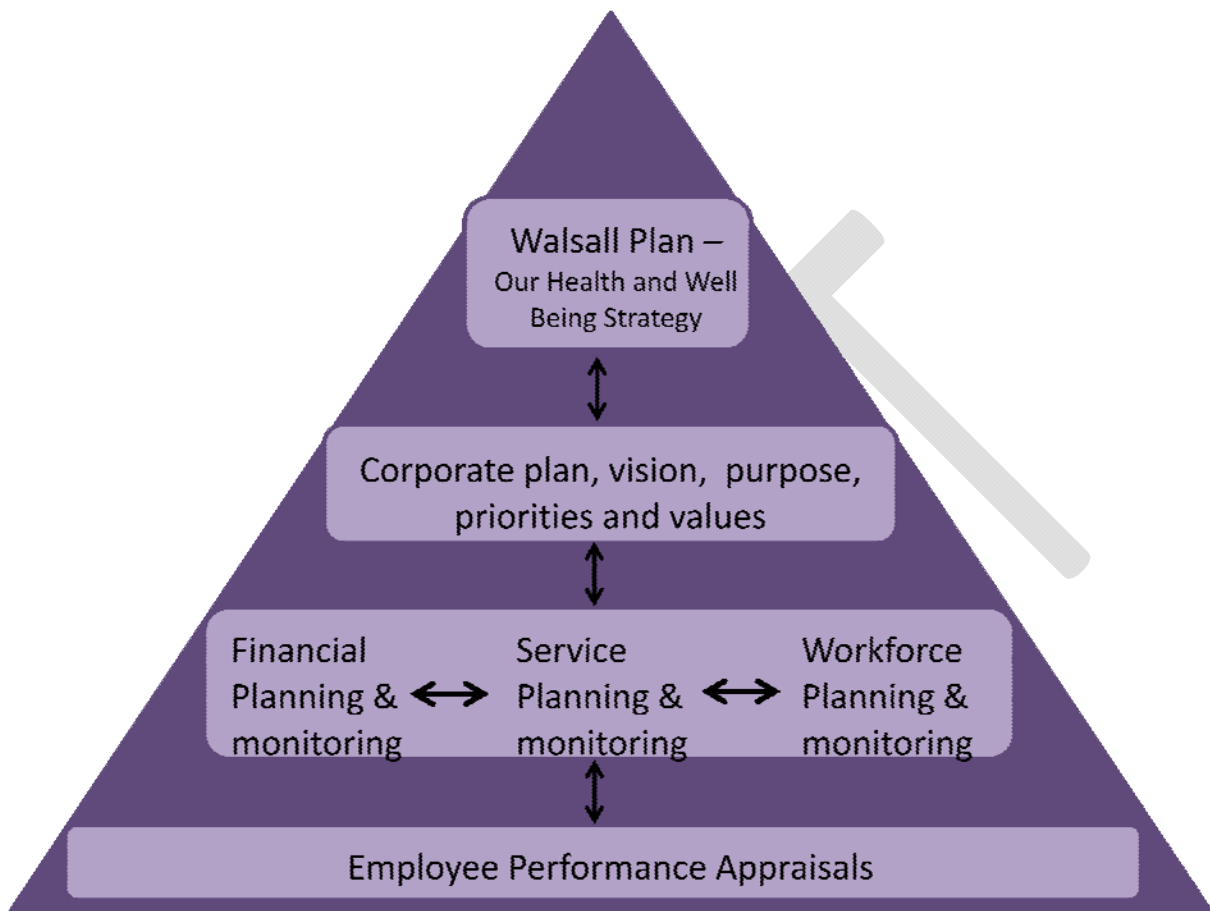 Walsall Plan –
Our Health and Well
Being Strategy
Corporate plan, vision, purpose,
priorities and values
Financial
Planning &
monitoring
Service
Planning &
monitoring
Workforce
Planning &
monitoring
Employee Performance Appraisals